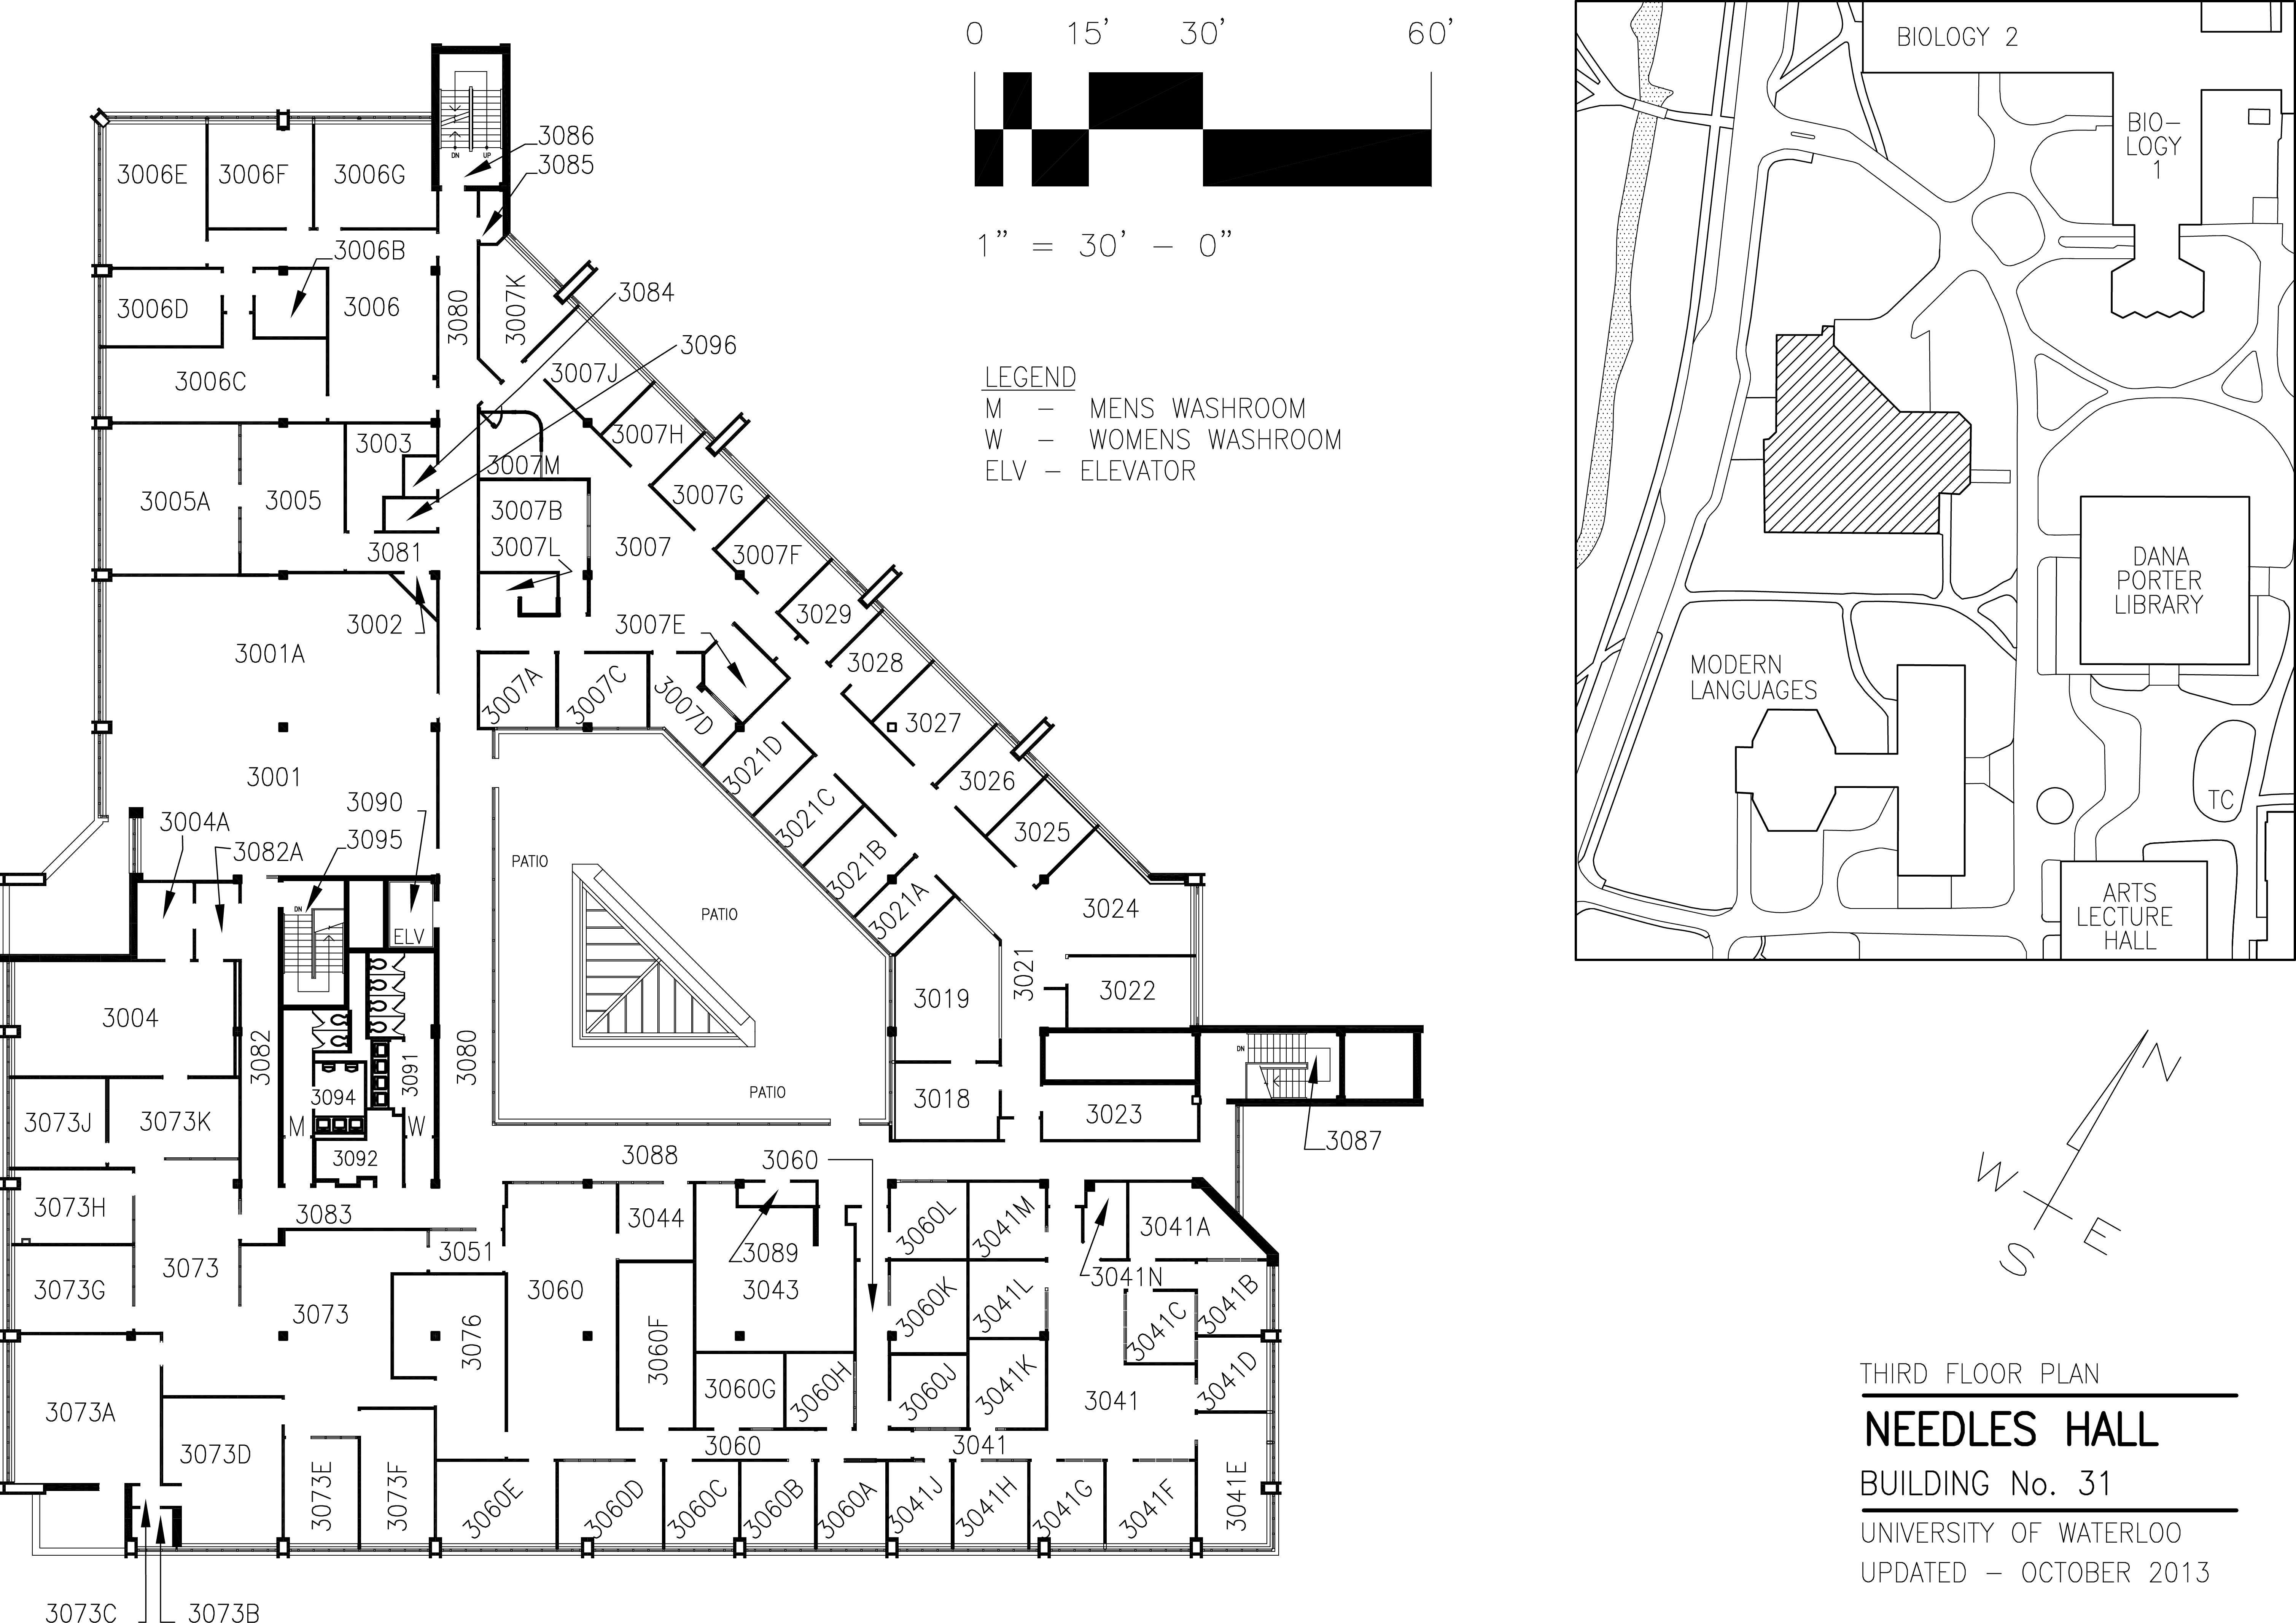 0 15' 30' 60'
1" = 30' - 0"
LEGEND
M - MENS WASHROOM
W - WOMENS WASHROOM
ELV - ELEVATOR
BIOLOGY 2
BIO-
LOGY
1
DANA
PORTER
LIBRARY
MODERN
LANGUAGES
TC
ARTS
LECTURE
HALL
N
W
E
S
THIRD FLOOR PLAN
NEEDLES HALL
BUILDING No. 31
UNIVERSITY OF WATERLOO
UPDATED - OCTOBER 2013
DN UP
3086
3085
3006E
3006F
3006G
3006B
3006D
3006
3080
3007K
3084
3096
3006C
3007J
3003
3007H
3007M
3005A
3005
3007G
3007B
3007
3007L
3007F
3081
3002
3029
3007E
3001A
3028
3007A
3007C
3007D
3027
3021D
3001
3026
3090
3021C
3004A
3095
3025
3082A
PATIO
3021B
DN
PATIO
3021A
3024
ELV
3021
3004
3019
3022
3082
3080
DN
3091
3094
PATIO
3018
3023
3073J
3073K
M
W
3087
3092
3088
3060
3073H
3083
3044
3060L
3041M
3041A
3051
3089
3073
3041N
3073G
3060
3043
3060K
3041L
3041B
3073
3041C
3076
3060F
3073A
3060G
3060H
3060J
3041K
3041D
3041
3073D
3060
3041
3073E
3073F
3060E
3060D
3060C
3060B
3060A
3041J
3041H
3041G
3041F
3041E
3073C
3073B